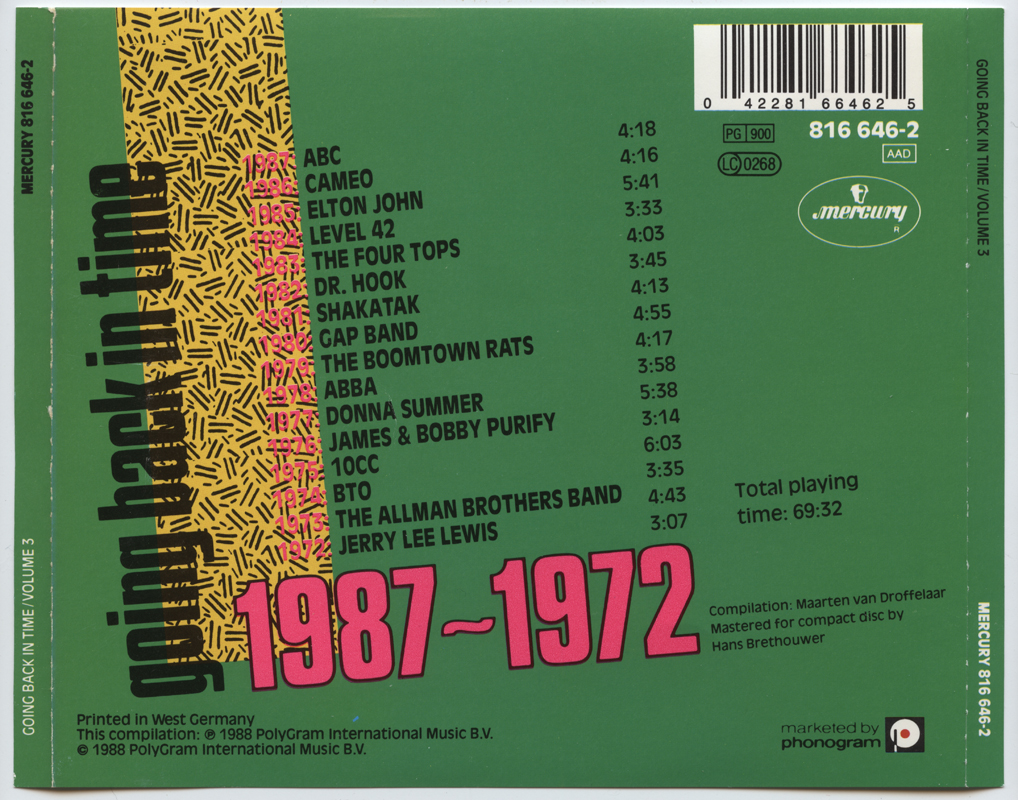 MERCURY 816 646-2
GOING BACK IN TIME/VOLUME 3
going back in time
1987: ABC 4:18
1986: CAMEO 4:16
1985: ELTON JOHN 5:41
1984: LEVEL 42 3:33
1983: THE FOUR TOPS 4:03
1982: DR. HOOK 3:45
1981: SHAKATAK 4:13
1980: GAP BAND 4:55
1979: THE BOOMTOWN RATS 4:17
1978: ABBA 3:58
1977: DONNA SUMMER 5:38
1976: JAMES & BOBBY PURIFY 3:14
1975: 10CC 6:03
1974: BTO 3:35
1973: THE ALLMAN BROTHERS BAND 4:43
1972: JERRY LEE LEWIS 3:07
1987~1972
0 42281 66462 5
PG 900
816 646-2
LC 0268
AAD
mercury
R
Total playing
time: 69:32
Compilation: Maarten van Droffelaar
Mastered for compact disc by
Hans Brethouwer
Printed in West Germany
This compilation: ℗ 1988 PolyGram International Music B.V.
© 1988 PolyGram International Music B.V.
marketed by
phonogram
GOING BACK IN TIME/VOLUME 3
MERCURY 816 646-2